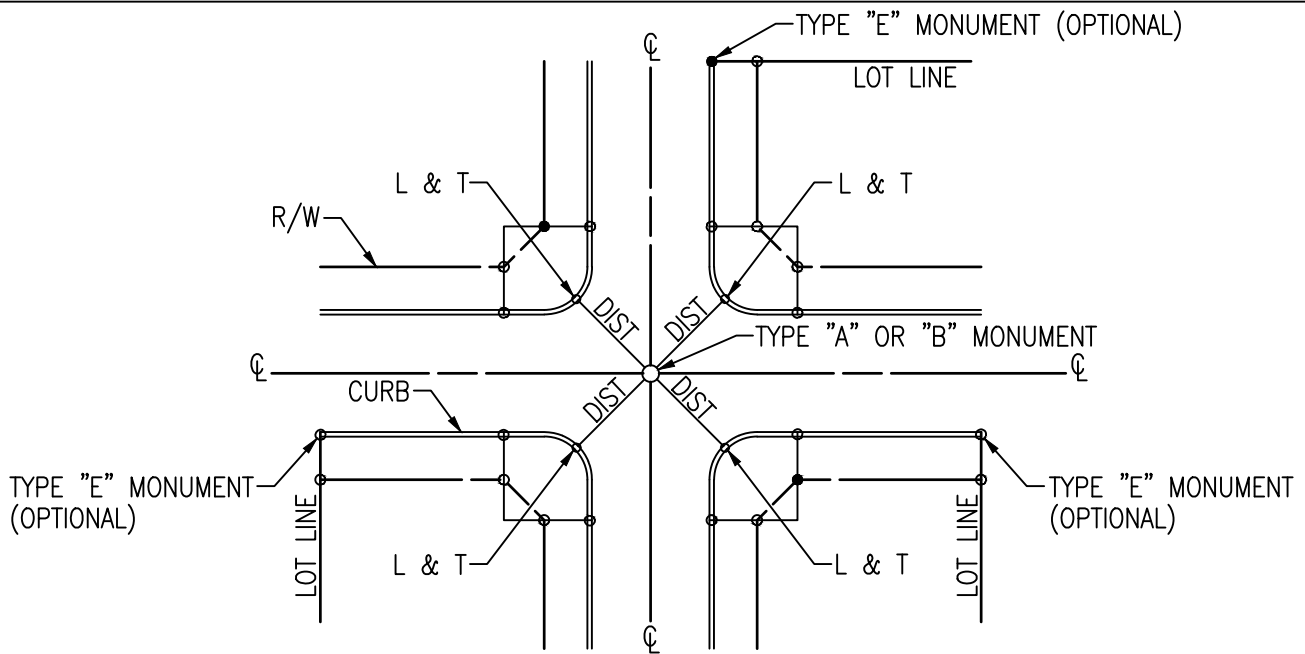 TYPE "E" MONUMENT (OPTIONAL)
℄
LOT LINE
L & T
L & T
R/W
DIST
DIST
TYPE "A" OR "B" MONUMENT
℄
℄
CURB
DIST
DIST
TYPE "E" MONUMENT
(OPTIONAL)
TYPE "E" MONUMENT
(OPTIONAL)
LOT LINE
LOT LINE
L & T
L & T
℄